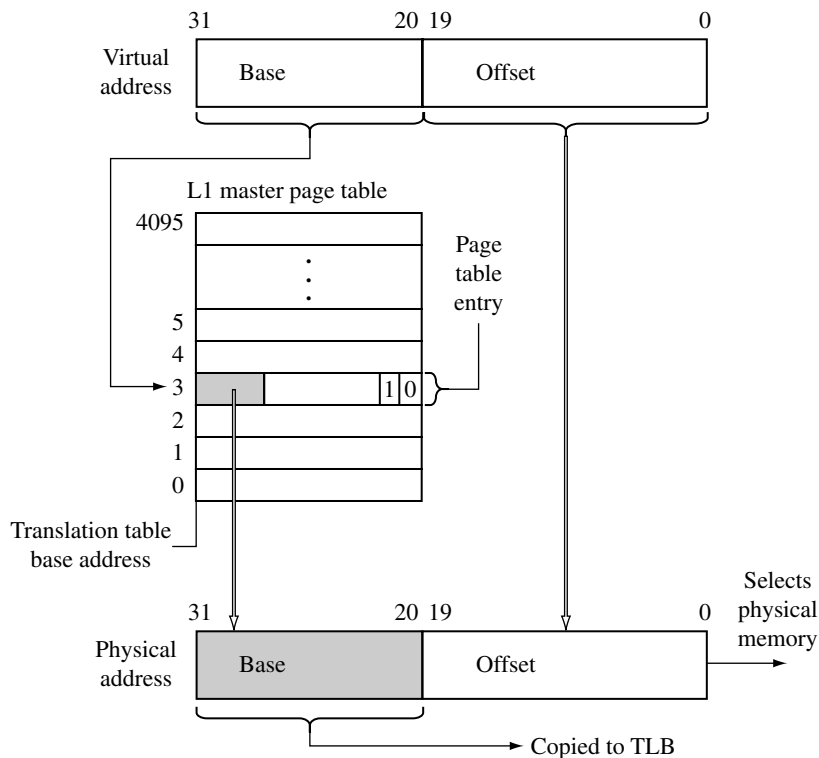 31 20 19 0
Virtual
address
Base
Offset
L1 master page table
4095
Page
table
entry
5
4
3
1 0
2
1
0
Translation table
base address
31 20 19 0
Selects
physical
memory
Physical
address
Base
Offset
Copied to TLB